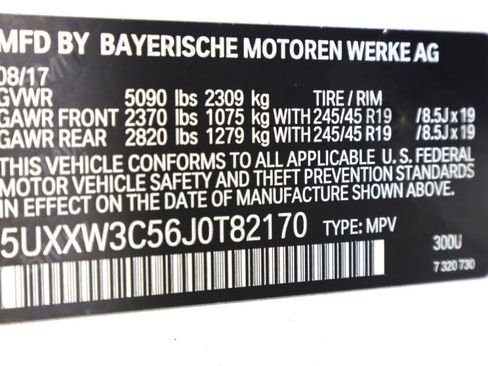 MFD BY BAYERISCHE MOTOREN WERKE AG
08/17
GVWR 5090 lbs 2309 kg TIRE / RIM
GAWR FRONT 2370 lbs 1075 kg WITH 245/45 R19 /8.5J x 19
GAWR REAR 2820 lbs 1279 kg WITH 245/45 R19 /8.5J x 19
THIS VEHICLE CONFORMS TO ALL APPLICABLE U. S. FEDERAL
MOTOR VEHICLE SAFETY AND THEFT PREVENTION STANDARDS
IN EFFECT ON THE DATE OF MANUFACTURE SHOWN ABOVE.
5UXXW3C56J0T82170 TYPE: MPV
300U
7 320 730